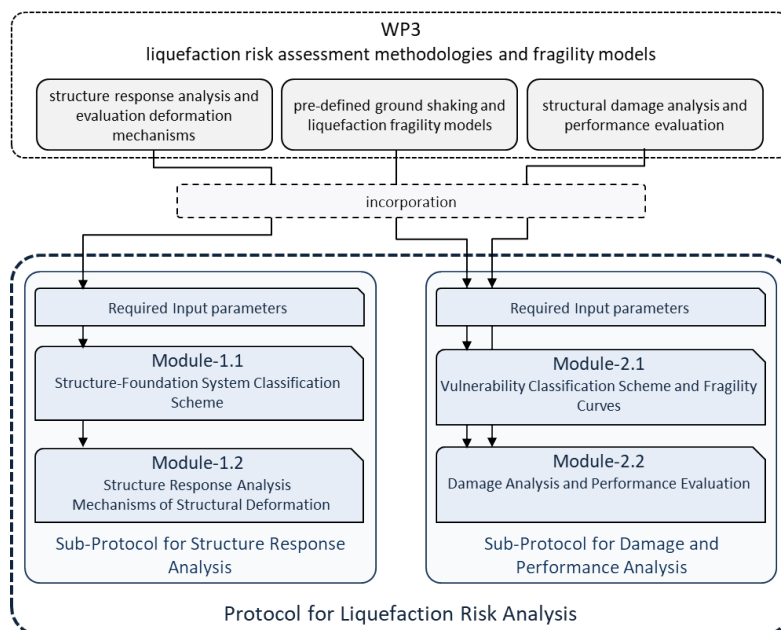 WP3
liquefaction risk assessment methodologies and fragility models
structure response analysis and
evaluation deformation
mechanisms
pre-defined ground shaking and
liquefaction fragility models
structural damage analysis and
performance evaluation
incorporation
Required Input parameters
Module-1.1
Structure-Foundation System Classification
Scheme
Module-1.2
Structure Response Analysis
Mechanisms of Structural Deformation
Sub-Protocol for Structure Response
Analysis
Required Input parameters
Module-2.1
Vulnerability Classification Scheme and Fragility
Curves
Module-2.2
Damage Analysis and Performance Evaluation
Sub-Protocol for Damage and
Performance Analysis
Protocol for Liquefaction Risk Analysis